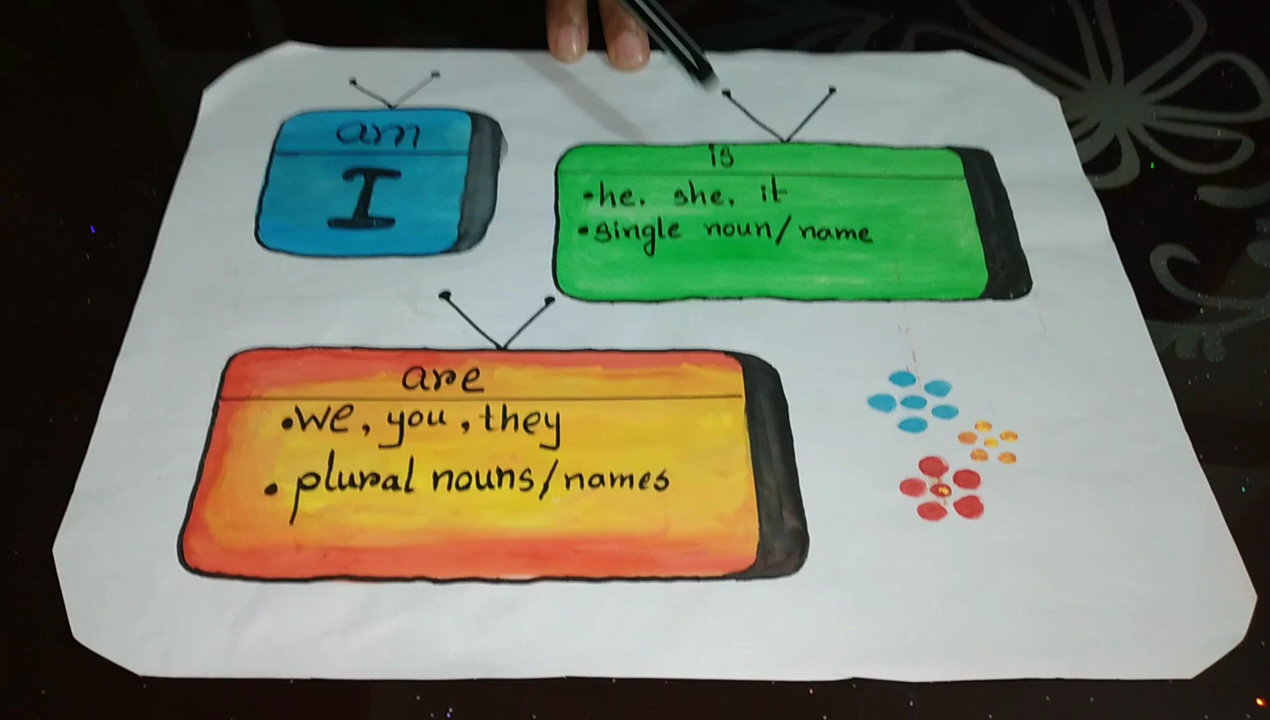 am
I
is
•he, she, it
•single noun/name
are
•we, you, they
• plural nouns/names